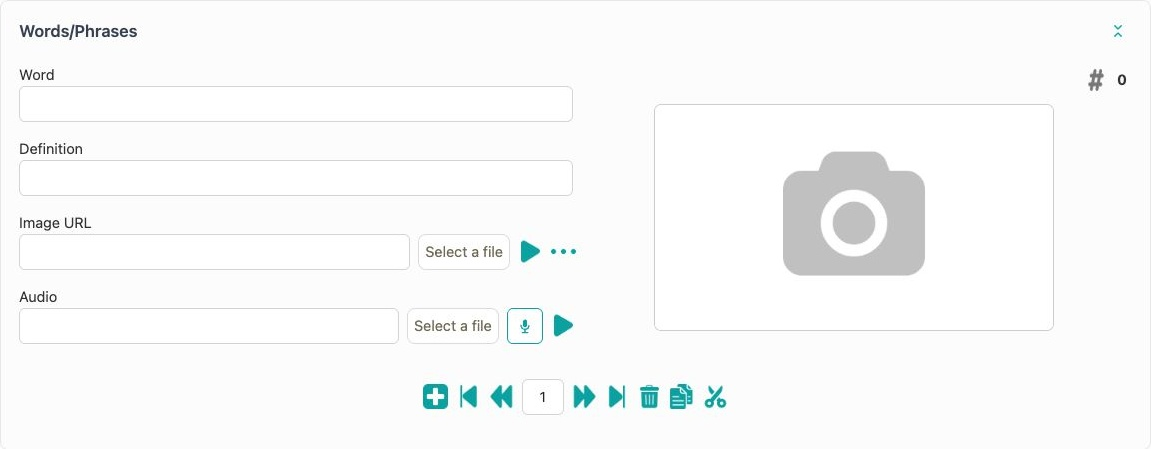 Words/Phrases
Word
# 0
Definition
Image URL
Select a file
Audio
Select a file
1